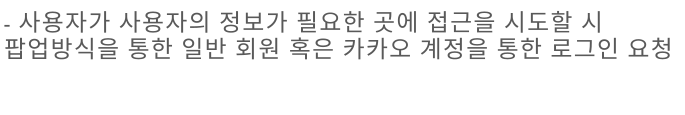 - 사용자가 사용자의 정보가 필요한 곳에 접근을 시도할 시
팝업방식을 통한 일반 회원 혹은 카카오 계정을 통한 로그인 요청